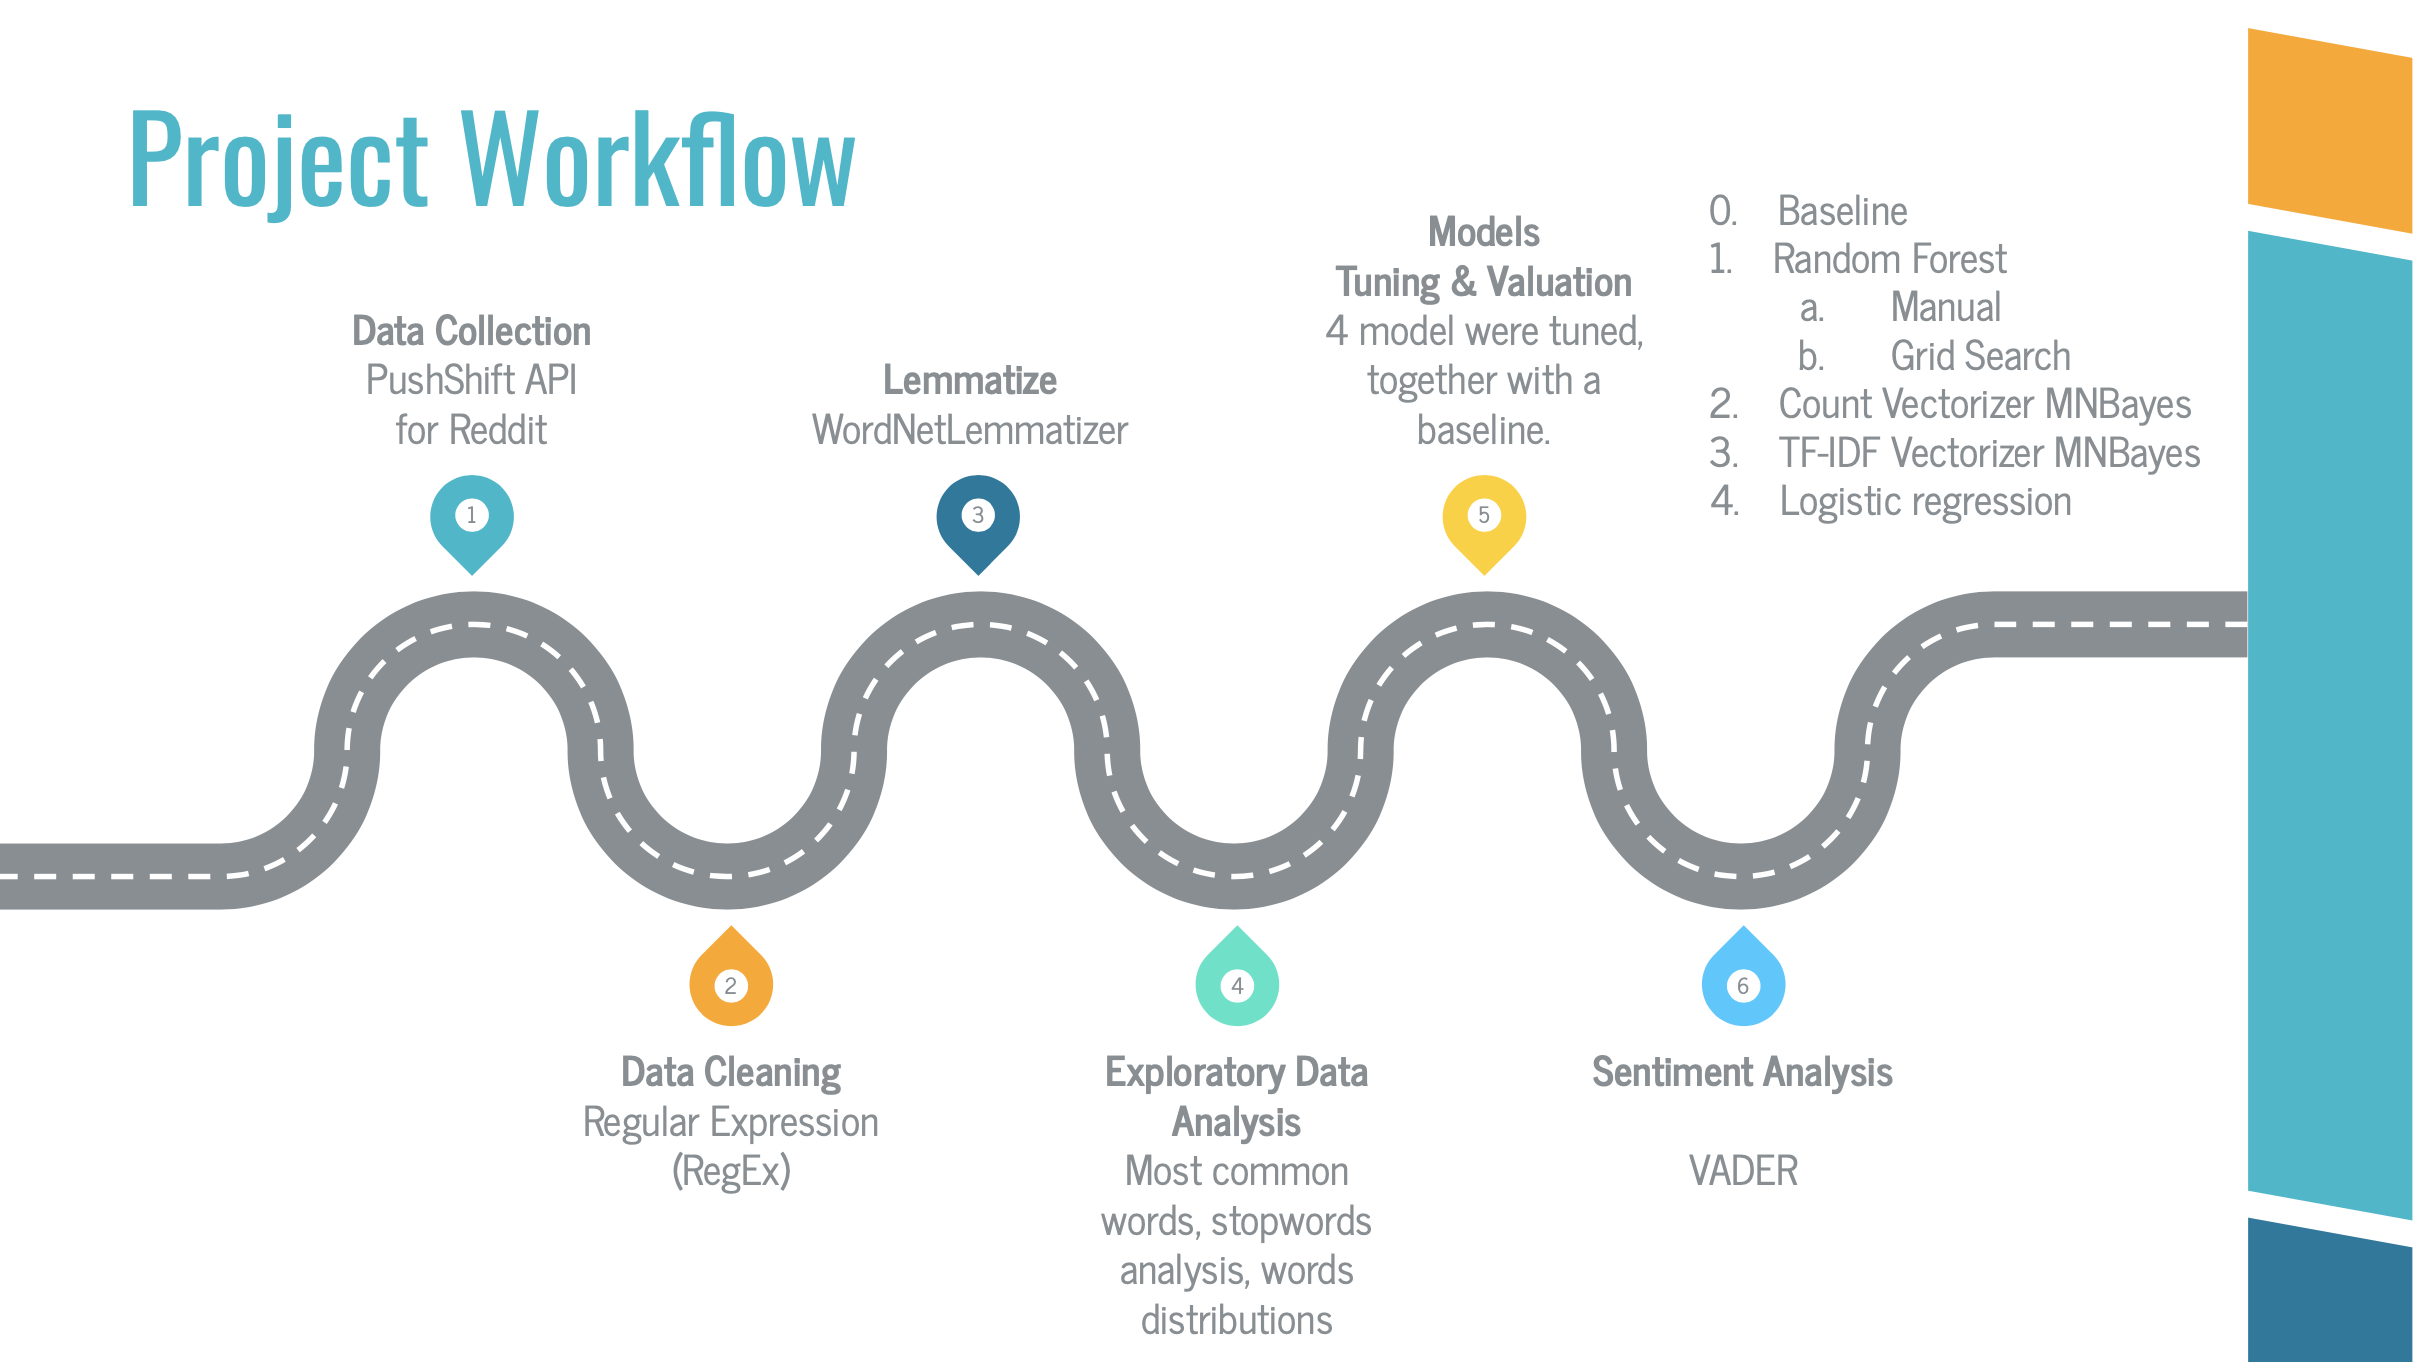 Project Workflow
Data Collection
PushShift API
for Reddit
1
Data Cleaning
Regular Expression
(RegEx)
2
Lemmatize
WordNetLemmatizer
3
Exploratory Data
Analysis
Most common
words, stopwords
analysis, words
distributions
4
Models
Tuning & Valuation
4 model were tuned,
together with a
baseline.
5
0. Baseline
1. Random Forest
a. Manual
b. Grid Search
2. Count Vectorizer MNBayes
3. TF-IDF Vectorizer MNBayes
4. Logistic regression
6
Sentiment Analysis
VADER